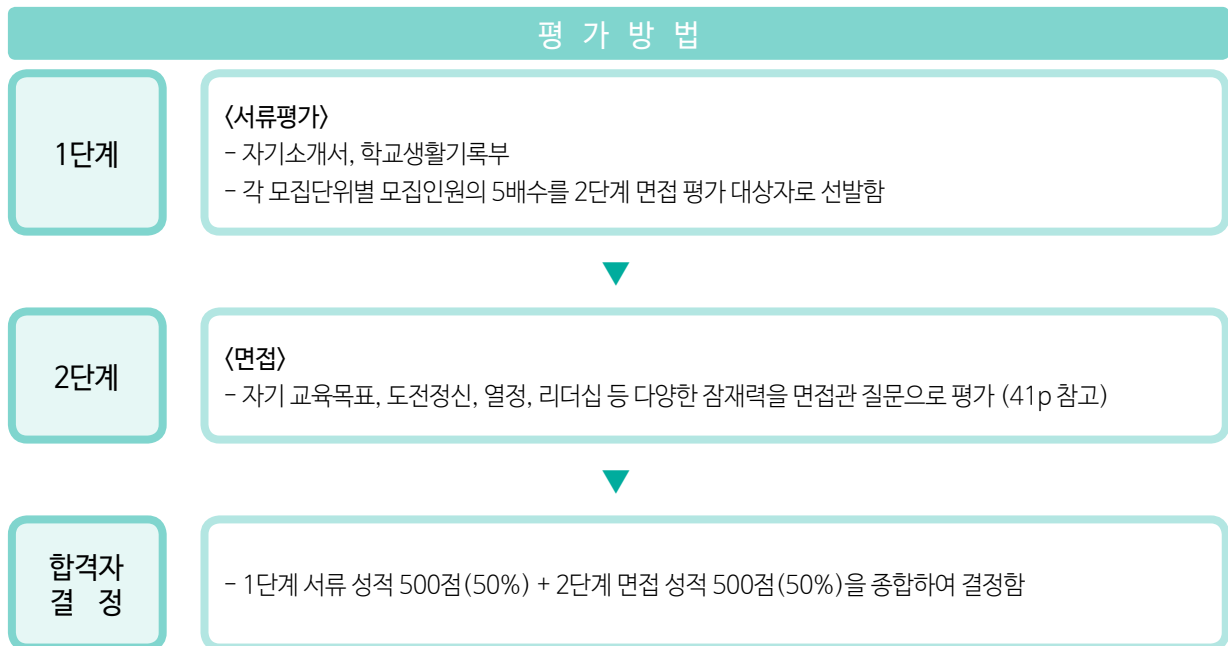 평 가 방 법
1단계
〈서류평가〉
- 자기소개서, 학교생활기록부
- 각 모집단위별 모집인원의 5배수를 2단계 면접 평가 대상자로 선발함
2단계
〈면접〉
- 자기 교육목표, 도전정신, 열정, 리더십 등 다양한 잠재력을 면접관 질문으로 평가 (41p 참고)
합격자
결 정
- 1단계 서류 성적 500점(50%) + 2단계 면접 성적 500점(50%)을 종합하여 결정함